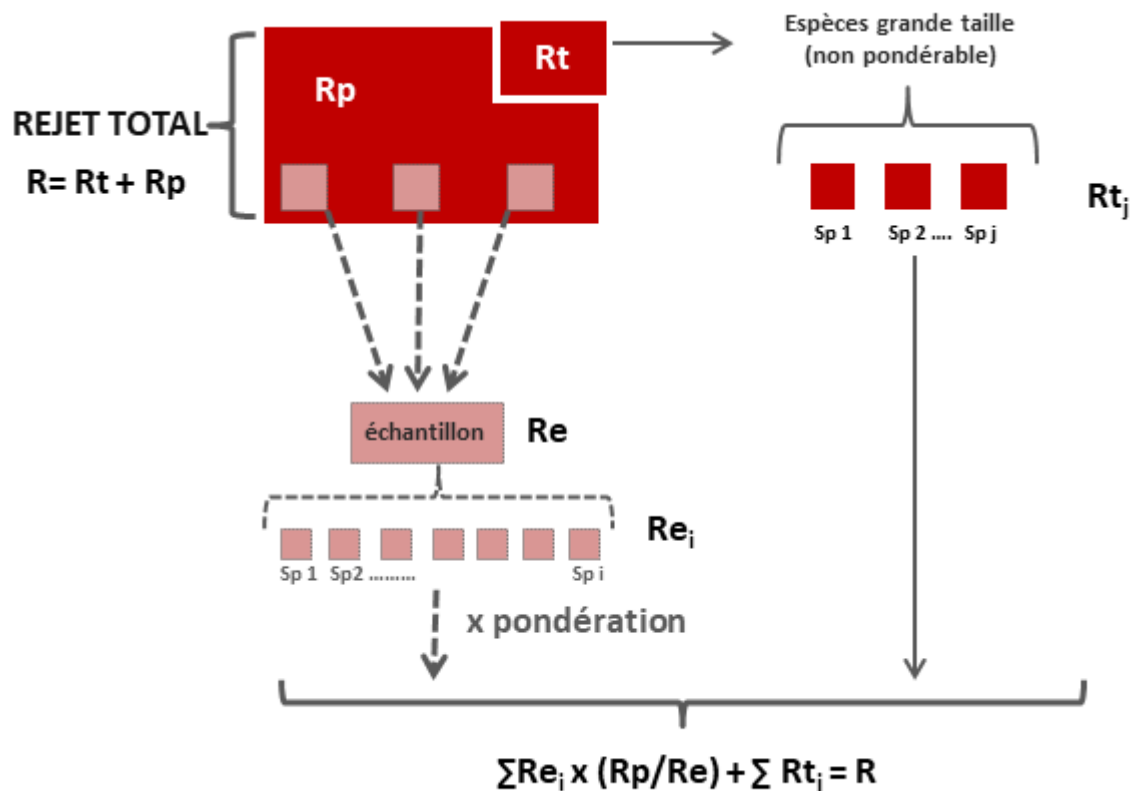 Espèces grande taille
(non pondérable)
Rt
Rp
REJET TOTAL
R= Rt + Rp
Rtj
Sp 1 Sp 2 .... Sp j
échantillon
Re
Rei
Sp 1 Sp2 ......... Sp i
x pondération
∑Rei x (Rp/Re) + ∑ Rtj = R